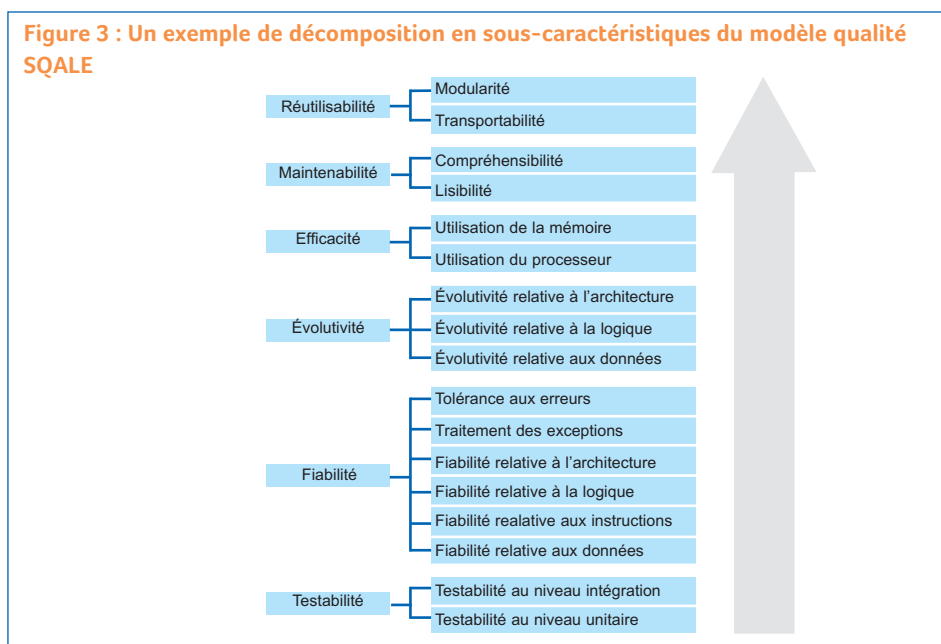 Figure 3 : Un exemple de décomposition en sous-caractéristiques du modèle qualité
SQALE
Réutilisabilité
Modularité
Transportabilité
Maintenabilité
Compréhensibilité
Lisibilité
Efficacité
Utilisation de la mémoire
Utilisation du processeur
Évolutivité
Évolutivité relative à l'architecture
Évolutivité relative à la logique
Évolutivité relative aux données
Fiabilité
Tolérance aux erreurs
Traitement des exceptions
Fiabilité relative à l'architecture
Fiabilité relative à la logique
Fiabilité realative aux instructions
Fiabilité relative aux données
Testabilité
Testabilité au niveau intégration
Testabilité au niveau unitaire